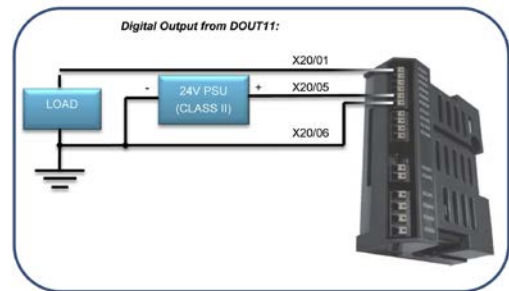 Digital Output from DOUT11:
X20/01
- 24V PSU +
(CLASS II)
X20/05
LOAD
X20/06